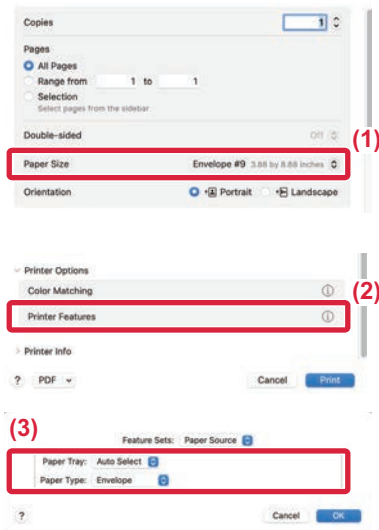 Copies 1
Pages
All Pages
Range from 1 to 1
Selection
Select pages from the sidebar
Double-sided Off
(1)
Paper Size Envelope #9 3.88 by 8.88 inches
Orientation Portrait Landscape
Printer Options
Color Matching
(2)
Printer Features
Printer Info
? PDF Cancel Print
(3)
Feature Sets: Paper Source
Paper Tray: Auto Select
Paper Type: Envelope
? Cancel OK